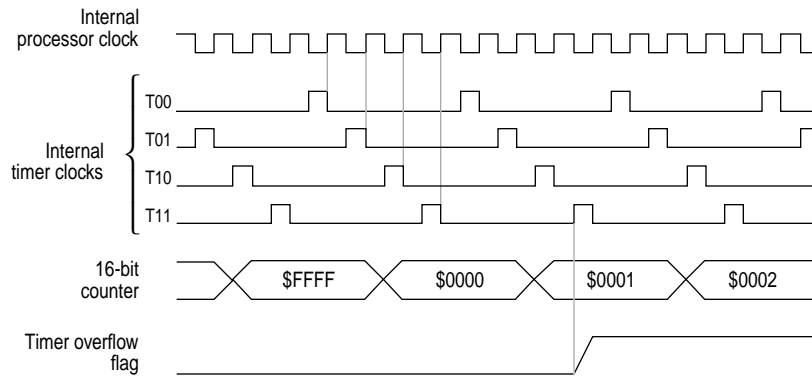 Internal
processor clock
T00
T01
Internal
timer clocks
T10
T11
16-bit
counter
$FFFF
$0000
$0001
$0002
Timer overflow
flag